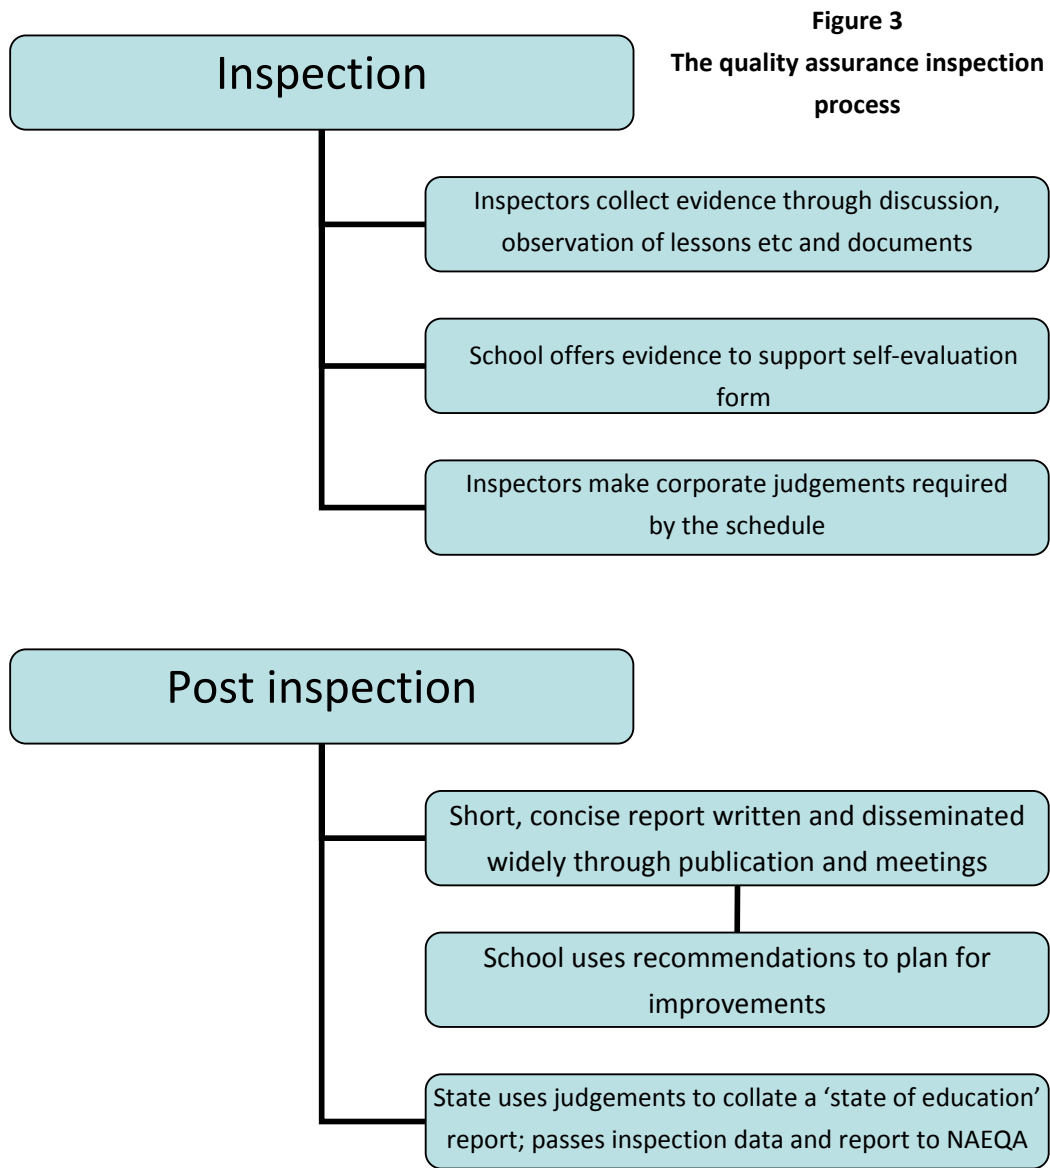 Figure 3
The quality assurance inspection
process
Inspection
Inspectors collect evidence through discussion,
observation of lessons etc and documents
School offers evidence to support self-evaluation
form
Inspectors make corporate judgements required
by the schedule
Post inspection
Short, concise report written and disseminated
widely through publication and meetings
School uses recommendations to plan for
improvements
State uses judgements to collate a ‘state of education’
report; passes inspection data and report to NAEQA